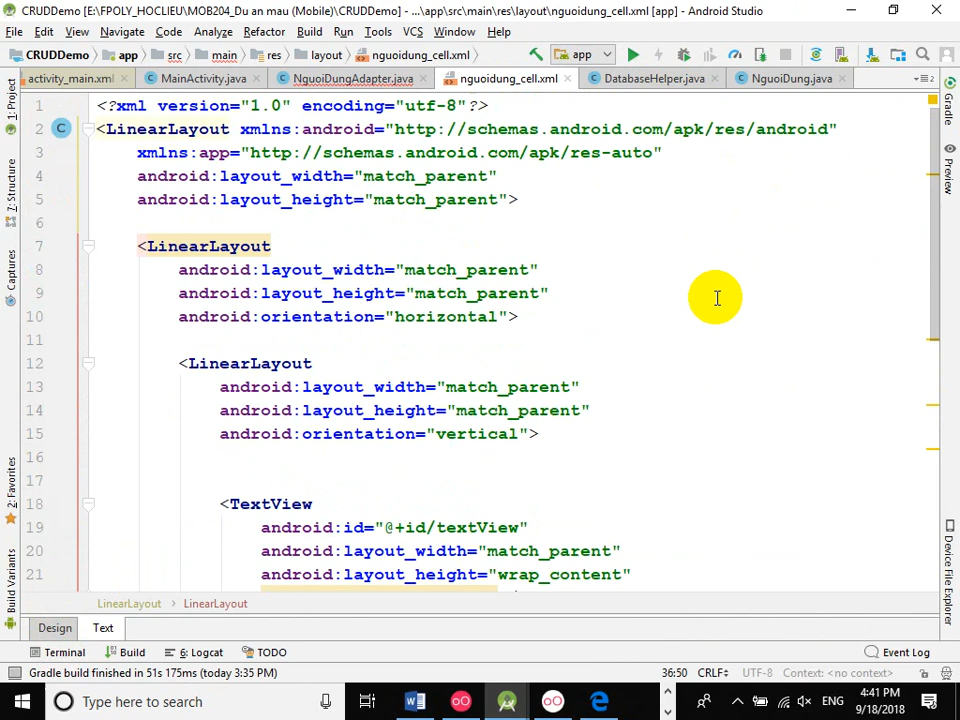 CRUDDemo [E:\FPOLY_HOCLIEU\MOB204_Du an mau (Mobile)\CRUDDemo] - ...\app\src\main\res\layout\nguoidung_cell.xml [app] - Android Studio
File Edit View Navigate Code Analyze Refactor Build Run Tools VCS Window Help
CRUDDemo app src main res layout nguoidung_cell.xml app
activity_main.xml MainActivity.java NguoiDungAdapter.java nguoidung_cell.xml DatabaseHelper.java NguoiDung.java
1 <?xml version="1.0" encoding="utf-8"?>
2 <LinearLayout xmlns:android="http://schemas.android.com/apk/res/android"
3 xmlns:app="http://schemas.android.com/apk/res-auto"
4 android:layout_width="match_parent"
5 android:layout_height="match_parent">
6
7 <LinearLayout
8 android:layout_width="match_parent"
9 android:layout_height="match_parent"
10 android:orientation="horizontal">
11
12 <LinearLayout
13 android:layout_width="match_parent"
14 android:layout_height="match_parent"
15 android:orientation="vertical">
16
17
18 <TextView
19 android:id="@+id/textView"
20 android:layout_width="match_parent"
21 android:layout_height="wrap_content"
LinearLayout › LinearLayout
Design Text
Terminal Build 6: Logcat TODO Event Log
Gradle build finished in 51s 175ms (today 3:35 PM) 36:50 CRLF UTF-8 Context: <no context>
Type here to search ENG 4:41 PM
9/18/2018
1: Project
7: Structure
Captures
2: Favorites
Build Variants
Gradle
Preview
Device File Explorer